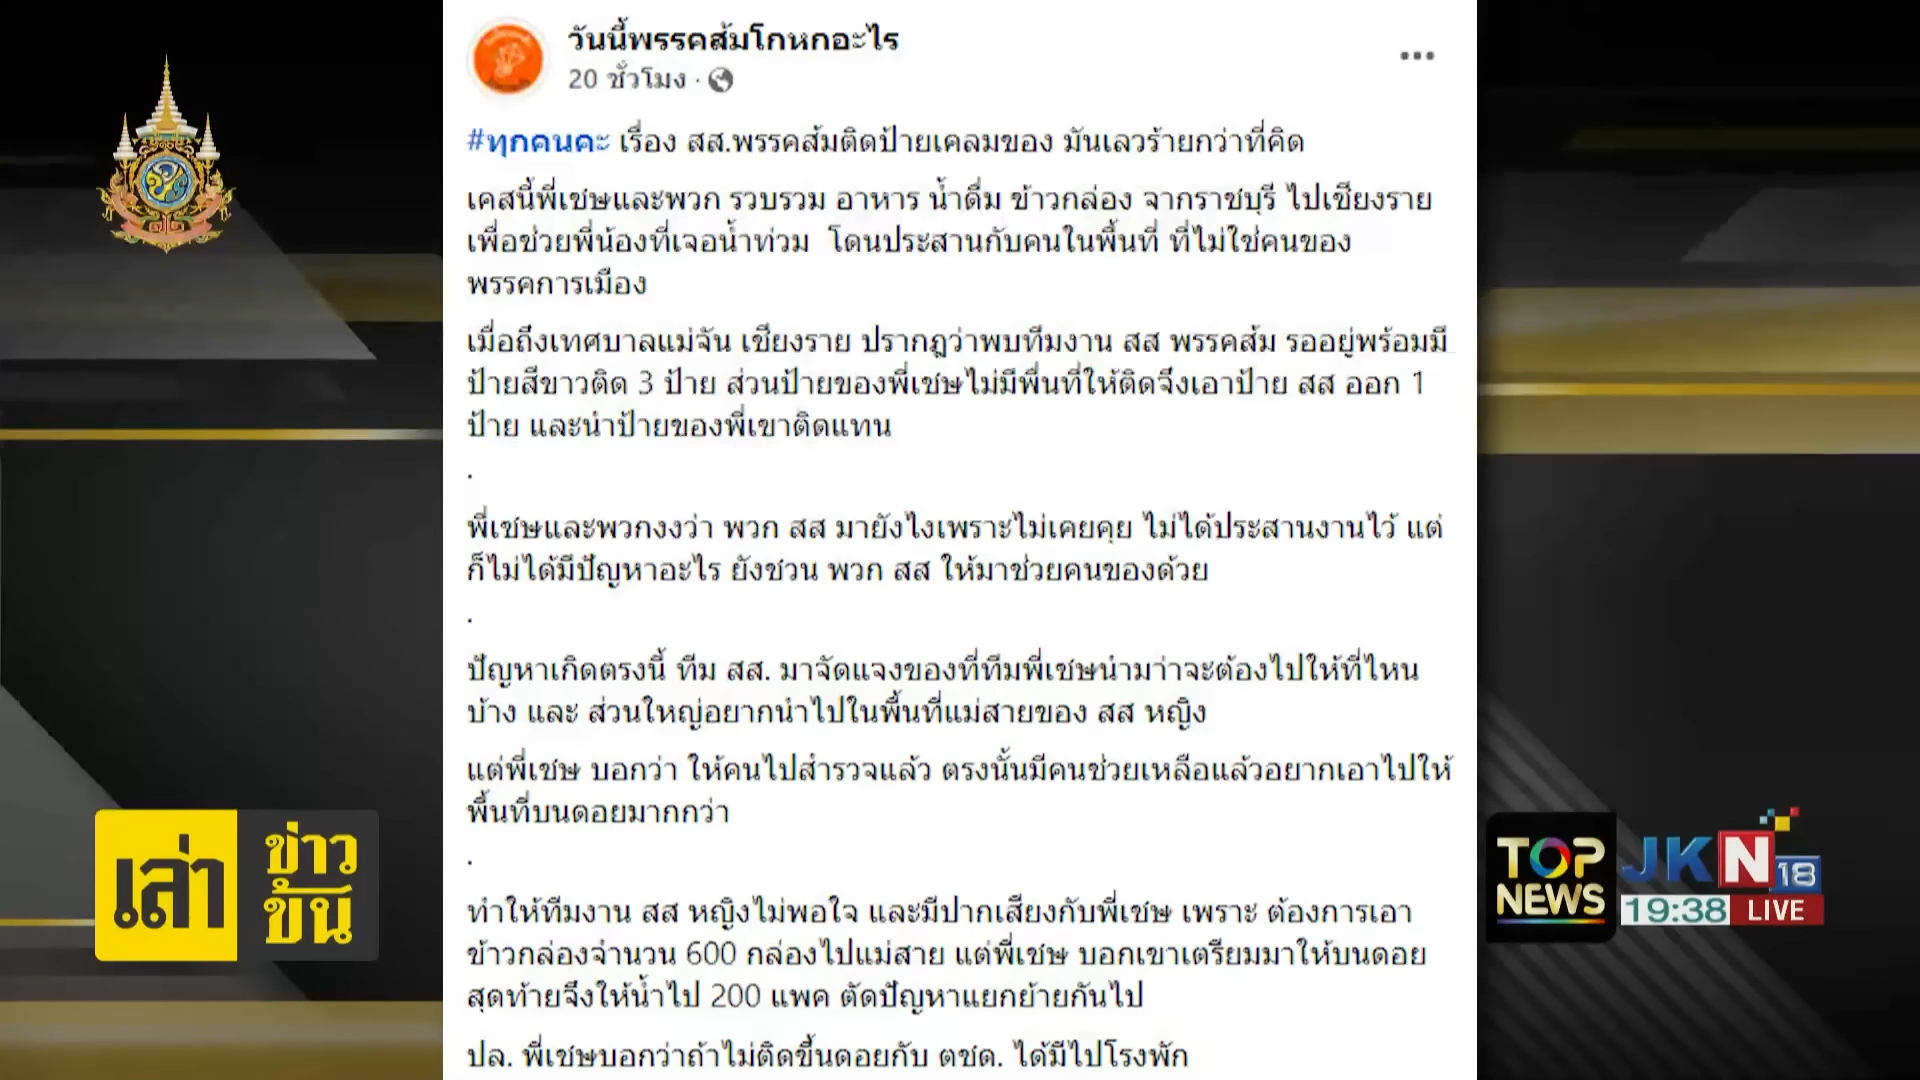 วันนี้พรรคส้มโกหกอะไร
20 ชั่วโมง ·
#ทุกคนคะ เรื่อง สส.พรรคส้มติดป้ายเคลมของ มันเลวร้ายกว่าที่คิด
เคสนี้พี่เชษและพวก รวบรวม อาหาร น้ำดื่ม ข้าวกล่อง จากราชบุรี ไปเชียงราย
เพื่อช่วยพี่น้องที่เจอน้ำท่วม โดนประสานกับคนในพื้นที่ ที่ไม่ใช่คนของ
พรรคการเมือง
เมื่อถึงเทศบาลแม่จัน เชียงราย ปรากฎว่าพบทีมงาน สส พรรคส้ม รออยู่พร้อมมี
ป้ายสีขาวติด 3 ป้าย ส่วนป้ายของพี่เชษไม่มีพื่นที่ให้ติดจึงเอาป้าย สส ออก 1
ป้าย และนำป้ายของพี่เขาติดแทน
.
พี่เชษและพวกงงว่า พวก สส มายังไงเพราะไม่เคยคุย ไม่ได้ประสานงานไว้ แต่
ก็ไม่ได้มีปัญหาอะไร ยังชวน พวก สส ให้มาช่วยคนของด้วย
.
ปัญหาเกิดตรงนี้ ทีม สส. มาจัดแจงของที่ทีมพี่เชษนำมว่าจะต้องไปให้ที่ไหน
บ้าง และ ส่วนใหญ่อยากนำไปในพื้นที่แม่สายของ สส หญิง
แต่พี่เชษ บอกว่า ให้คนไปสำรวจแล้ว ตรงนั้นมีคนช่วยเหลือแล้วอยากเอาไปให้
พื้นที่บนดอยมากกว่า
.
ทำให้ทีมงาน สส หญิงไม่พอใจ และมีปากเสียงกับพี่เชษ เพราะ ต้องการเอา
ข้าวกล่องจำนวน 600 กล่องไปแม่สาย แต่พี่เชษ บอกเขาเตรียมมาให้บนดอย
สุดท้ายจึงให้น้ำไป 200 แพค ตัดปัญหาแยกย้ายกันไป
ปล. พี่เชษบอกว่าถ้าไม่ติดขึ้นดอยกับ ตชด. ได้มีไปโรงพัก
เล่า
ข่าว
ข้น
TOP
NEWS
JKN 18
19:38 LIVE